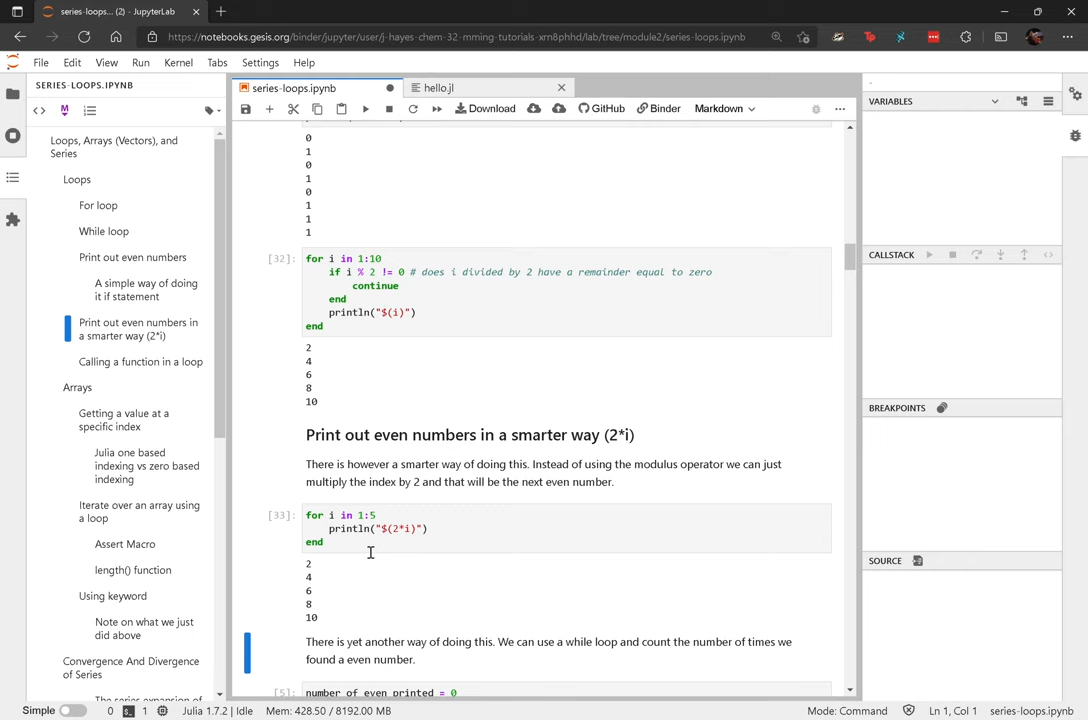 series-loops... (2) - JupyterLab
https://notebooks.gesis.org/binder/jupyter/user/j-hayes-chem-32-mming-tutorials-xrn8phhd/lab/tree/module2/series-loops.ipynb
File Edit View Run Kernel Tabs Settings Help
SERIES-LOOPS.IPYNB
Loops, Arrays (Vectors), and
Series
Loops
For loop
While loop
Print out even numbers
A simple way of doing
it if statement
Print out even numbers in
a smarter way (2*i)
Calling a function in a loop
Arrays
Getting a value at a
specific index
Julia one based
indexing vs zero based
indexing
Iterate over an array using
a loop
Assert Macro
length() function
Using keyword
Note on what we just
did above
Convergence And Divergence
of Series
The series expansion of
series-loops.ipynb
hello.jl
Download GitHub Binder Markdown
0
1
0
1
0
1
1
1
[32]: for i in 1:10
if i % 2 != 0 # does i divided by 2 have a remainder equal to zero
continue
end
println("$(i)")
end
2
4
6
8
10
Print out even numbers in a smarter way (2*i)
There is however a smarter way of doing this. Instead of using the modulus operator we can just
multiply the index by 2 and that will be the next even number.
[33]: for i in 1:5
println("$(2*i)")
end
2
4
6
8
10
There is yet another way of doing this. We can use a while loop and count the number of times we
found a even number.
[5]: number_of_even_printed = 0
VARIABLES
CALLSTACK
BREAKPOINTS
SOURCE
Simple 0 1 Julia 1.7.2 | Idle Mem: 428.50 / 8192.00 MB Mode: Command Ln 1, Col 1 series-loops.ipynb